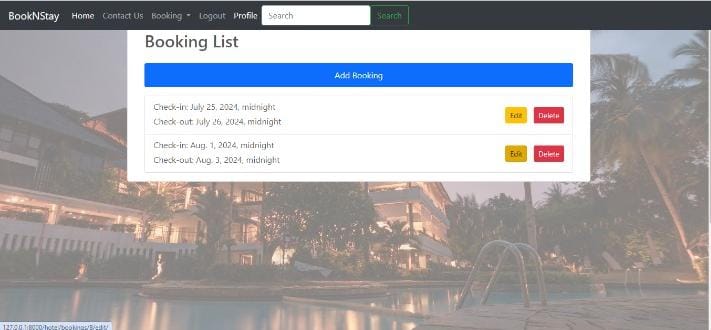 BookNStay Home Contact Us Booking Logout Profile Search Search
Booking List
Add Booking
Check-in: July 25, 2024, midnight
Check-out: July 26, 2024, midnight
Edit Delete
Check-in: Aug. 1, 2024, midnight
Check-out: Aug. 3, 2024, midnight
Edit Delete
127.0.0.1:8000/hotel/bookings/8/edit/